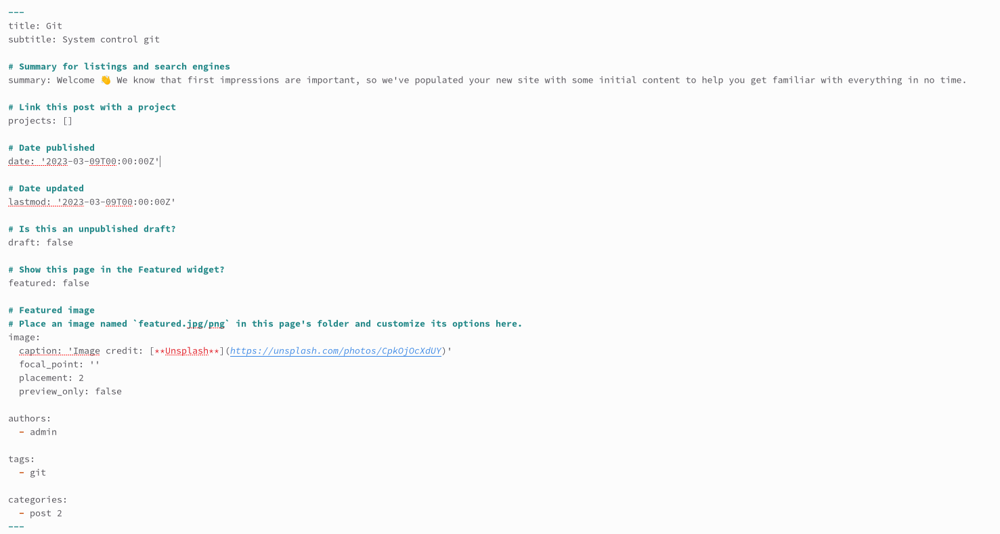 ---
title: Git
subtitle: System control git
# Summary for listings and search engines
summary: Welcome 👋 We know that first impressions are important, so we've populated your new site with some initial content to help you get familiar with everything in no time.
# Link this post with a project
projects: []
# Date published
date: '2023-03-09T00:00:00Z'
# Date updated
lastmod: '2023-03-09T00:00:00Z'
# Is this an unpublished draft?
draft: false
# Show this page in the Featured widget?
featured: false
# Featured image
# Place an image named `featured.jpg/png` in this page's folder and customize its options here.
image:
  caption: 'Image credit: [**Unsplash**](https://unsplash.com/photos/CpkOjOcXdUY)'
  focal_point: ''
  placement: 2
  preview_only: false
authors:
  - admin
tags:
  - git
categories:
  - post 2
---